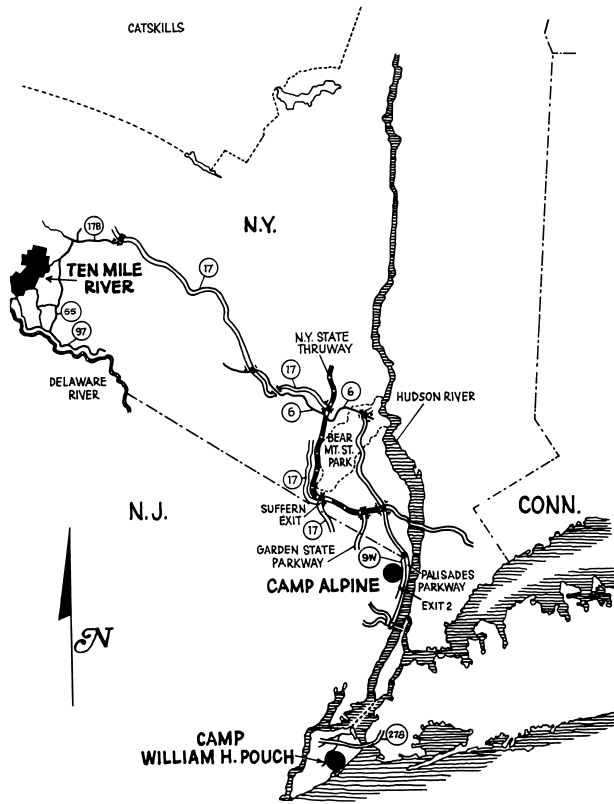 CATSKILLS
N.Y.
17B
TEN MILE
RIVER
17
55
97
DELAWARE
RIVER
N.Y. STATE
THRUWAY
17
6
6
HUDSON RIVER
BEAR
MT. ST.
PARK
17
SUFFERN
EXIT
17
N.J.
CONN.
GARDEN STATE
PARKWAY
9W
CAMP ALPINE
PALISADES
PARKWAY
EXIT 2
N
CAMP
WILLIAM H. POUCH
278